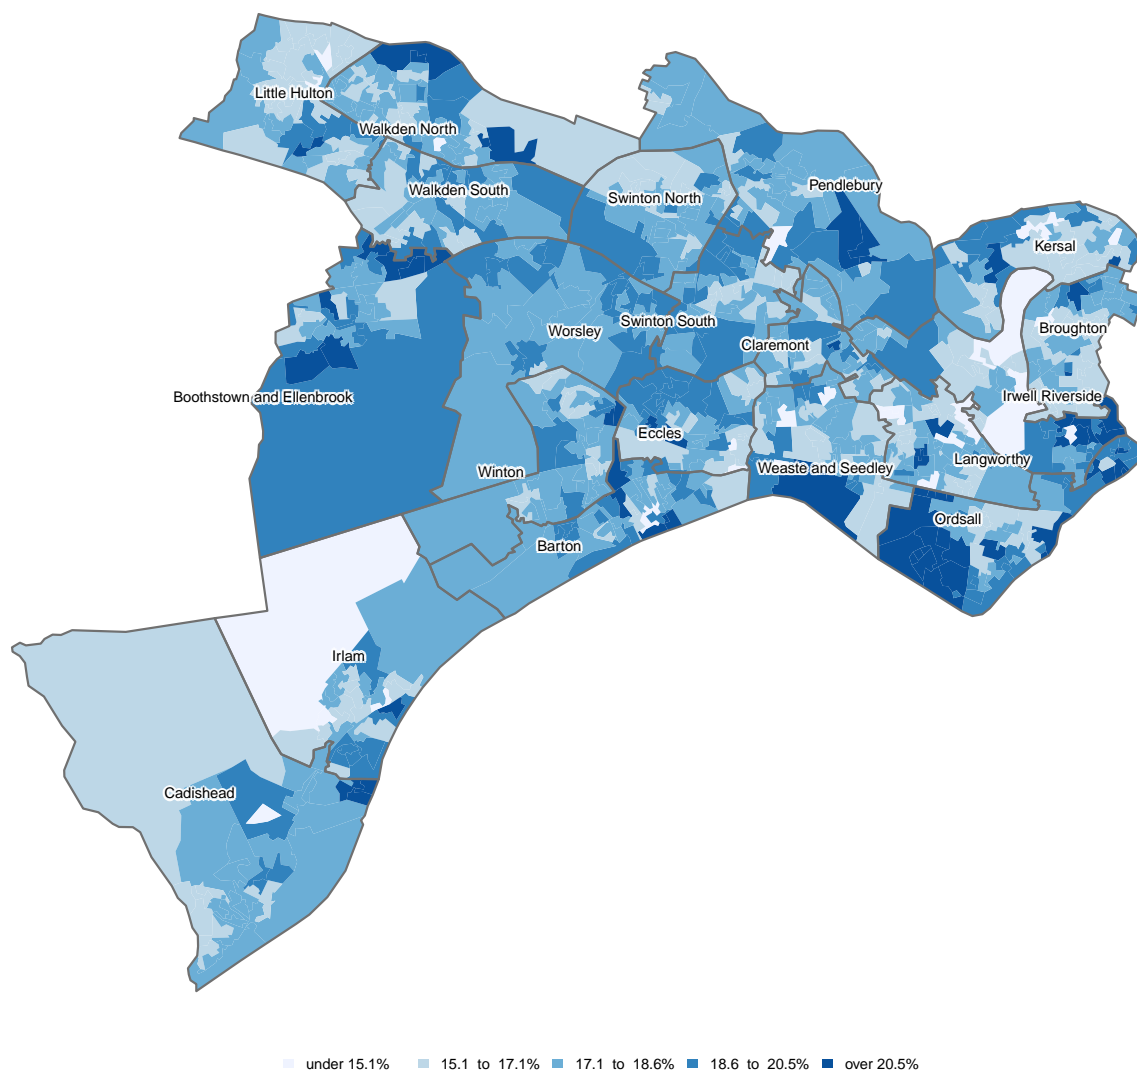 Little Hulton
Walkden North
Walkden South
Swinton North
Pendlebury
Kersal
Broughton
Swinton South
Worsley
Claremont
Boothstown and Ellenbrook
Irwell Riverside
Eccles
Winton
Weaste and Seedley
Langworthy
Ordsall
Barton
Irlam
Cadishead
under 15.1%
15.1 to 17.1%
17.1 to 18.6%
18.6 to 20.5%
over 20.5%